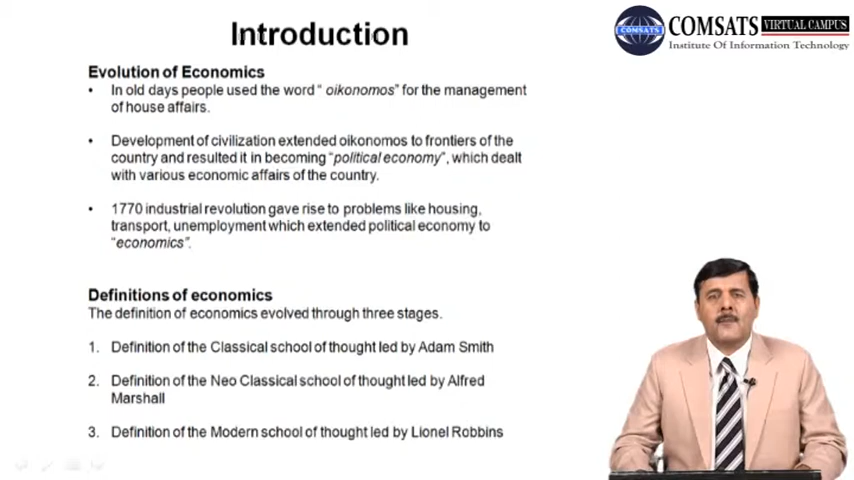 Introduction
COMSATS VIRTUAL CAMPUS
Institute Of Information Technology
COMSATS
Evolution of Economics
• In old days people used the word “ oikonomos” for the management
of house affairs.
• Development of civilization extended oikonomos to frontiers of the
country and resulted it in becoming “political economy”, which dealt
with various economic affairs of the country.
• 1770 industrial revolution gave rise to problems like housing,
transport, unemployment which extended political economy to
“economics”.
Definitions of economics
The definition of economics evolved through three stages.
1. Definition of the Classical school of thought led by Adam Smith
2. Definition of the Neo Classical school of thought led by Alfred
Marshall
3. Definition of the Modern school of thought led by Lionel Robbins